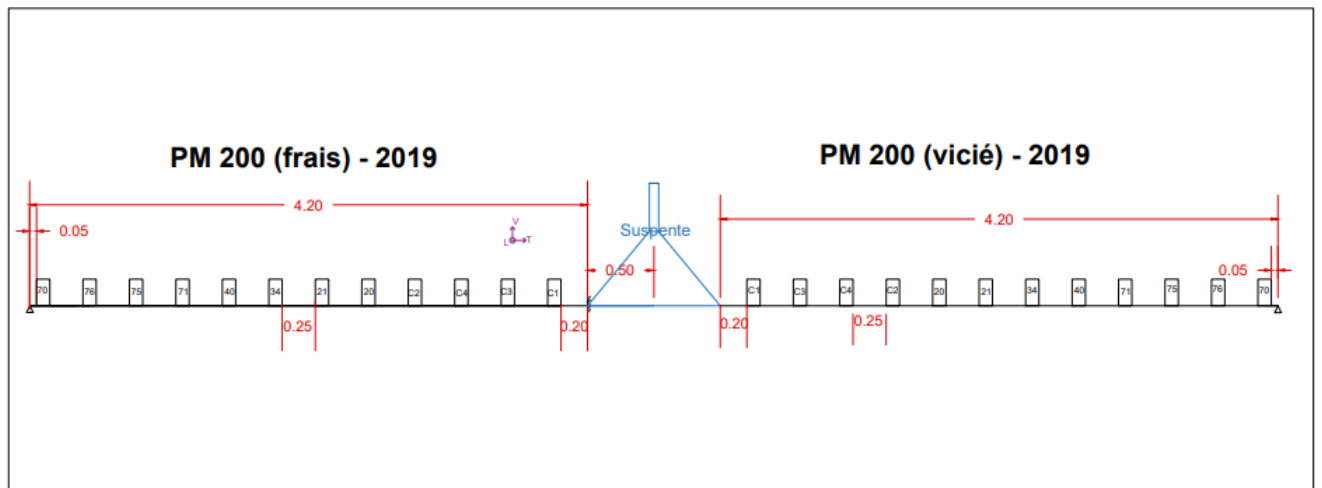 PM 200 (frais) - 2019
PM 200 (vicié) - 2019
4.20
4.20
0.05
V
L
T
Suspente
0.50
0.05
70 76 75 71 40 34 21 20 C2 C4 C3 C1
C1 C3 C4 C2 20 21 34 40 71 75 76 70
0.25
0.20
0.20
0.25